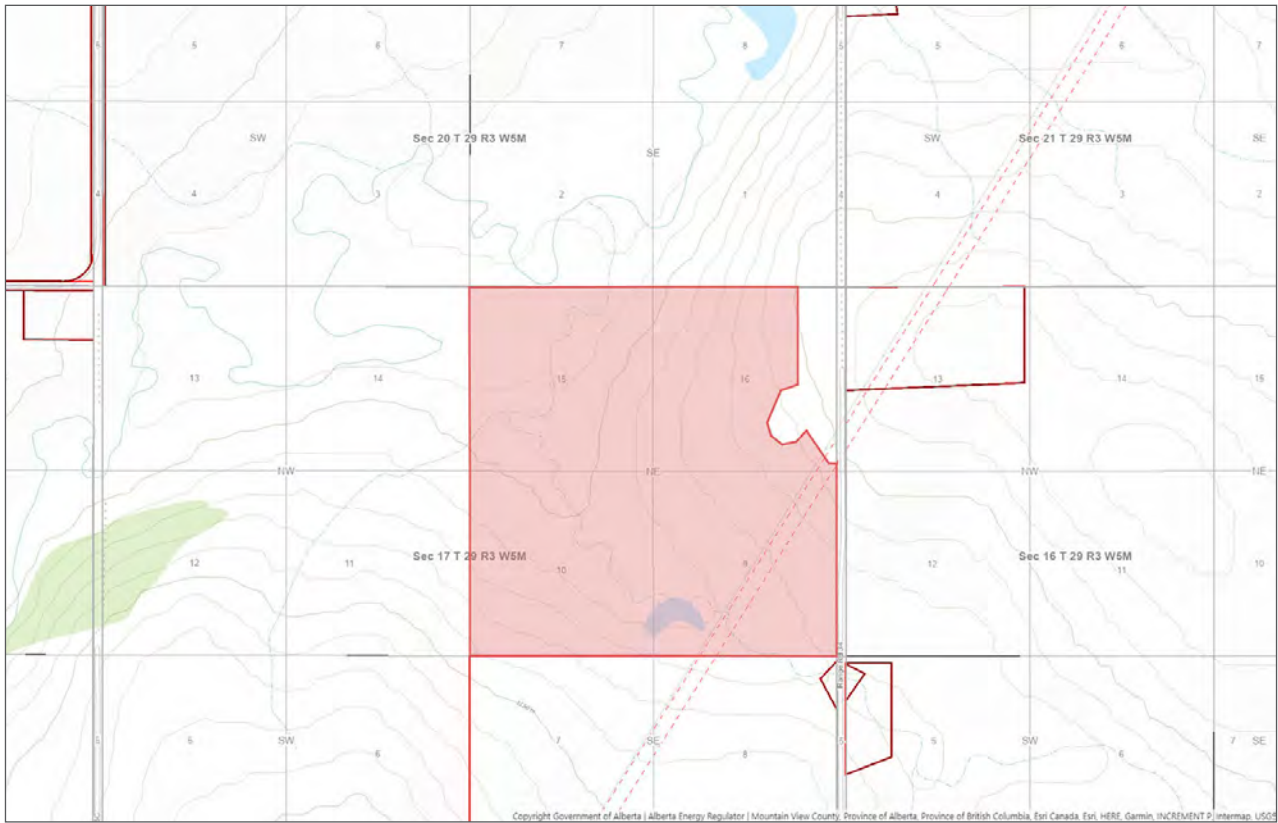 5 6 7 8 5 6
SW Sec 20 T 29 R3 W5M SE SW Sec 21 T 29 R3 W5M SE
4 4 3 2 1 4 4 3 2
13 14 15 16 13 14 16
NW NE NW NE
Sec 17 T 29 R3 W5M Sec 16 T 29 R3 W5M
12 11 10 9 12 11 10
5 6 SW 6 7 SE 8 5 SW 6 7 SE
Copyright Government of Alberta | Alberta Energy Regulator | Mountain View County, Province of Alberta, Province of British Columbia, Esri Canada, Esri, HERE, Garmin, INCREMENT P, Intermap, USGS